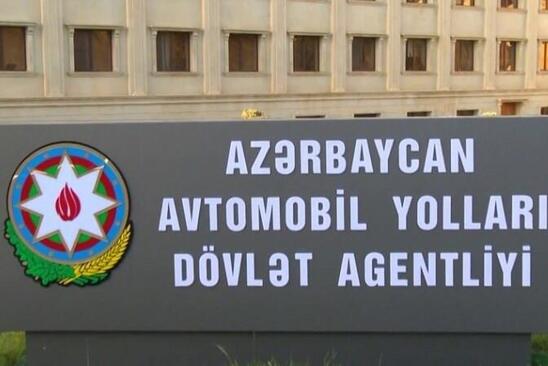 AZƏRBAYCAN
AVTOMOBİL YOLLARI
DÖVLƏT AGENTLİYİ